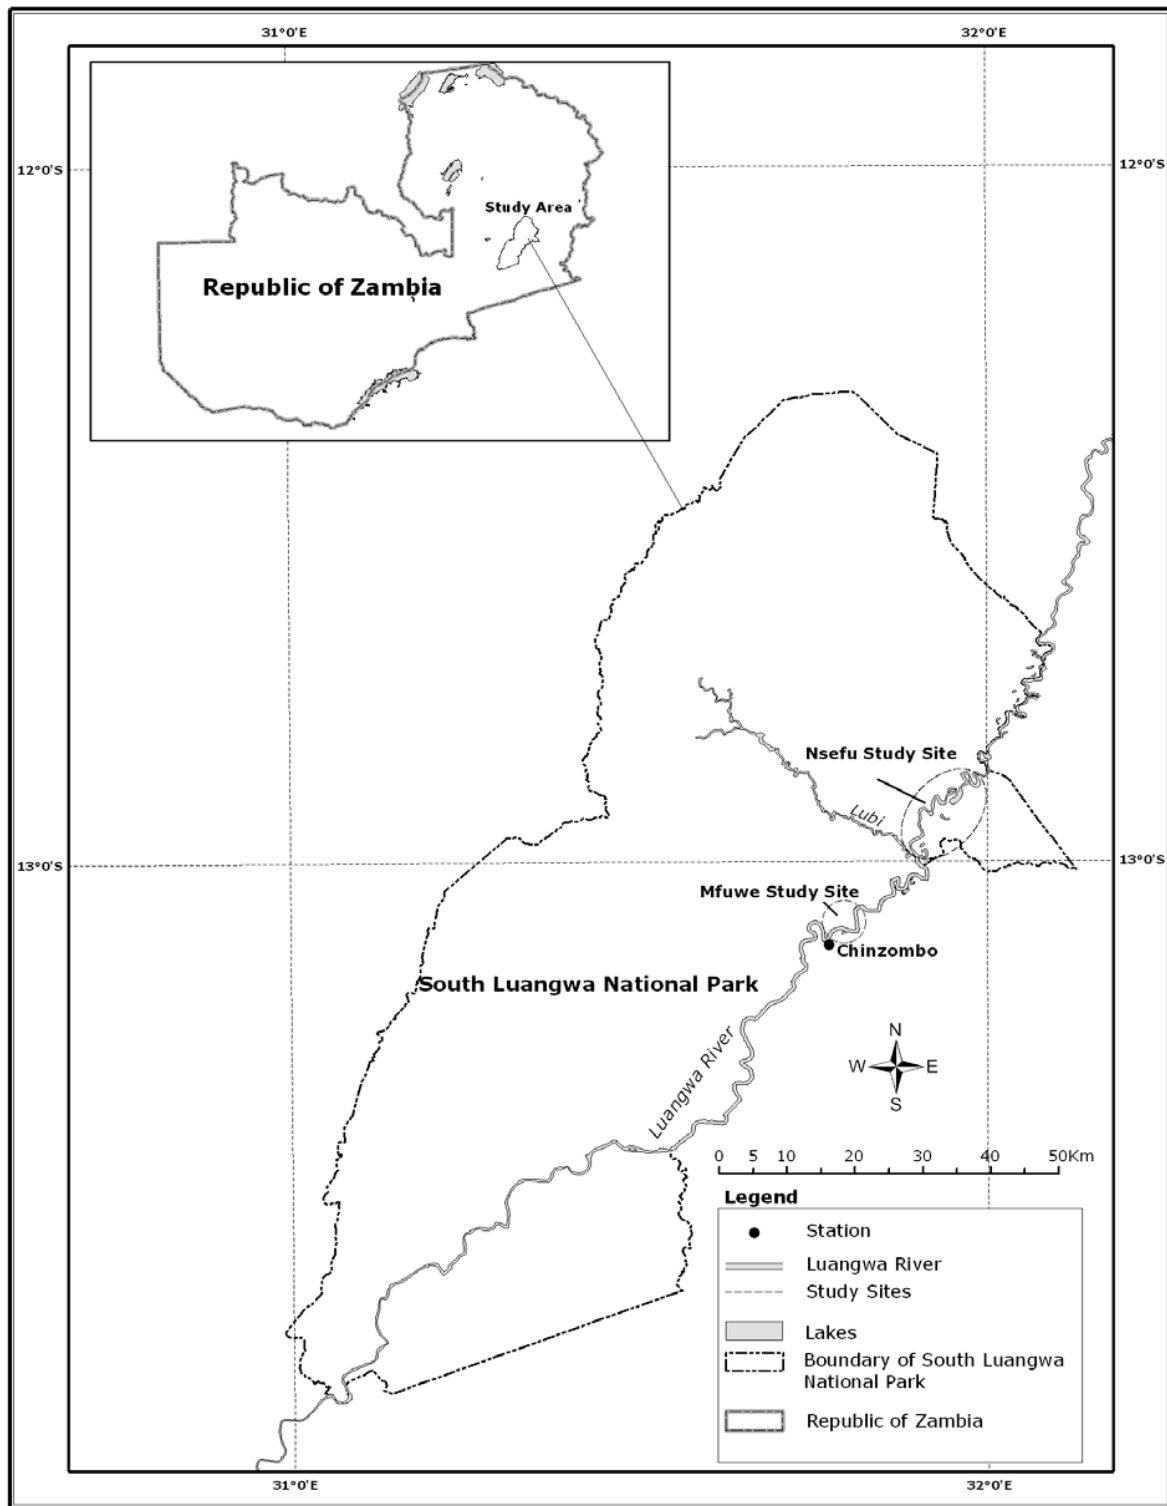 31°0'E
32°0'E
12°0'S
12°0'S
Study Area
Republic of Zambia
Nsefu Study Site
Lubi
13°0'S
13°0'S
Mfuwe Study Site
Chinzombo
South Luangwa National Park
Luangwa River
N
W
E
S
0 5 10 20 30 40 50Km
Legend
Station
Luangwa River
Study Sites
Lakes
Boundary of South Luangwa
National Park
Republic of Zambia
31°0'E
32°0'E